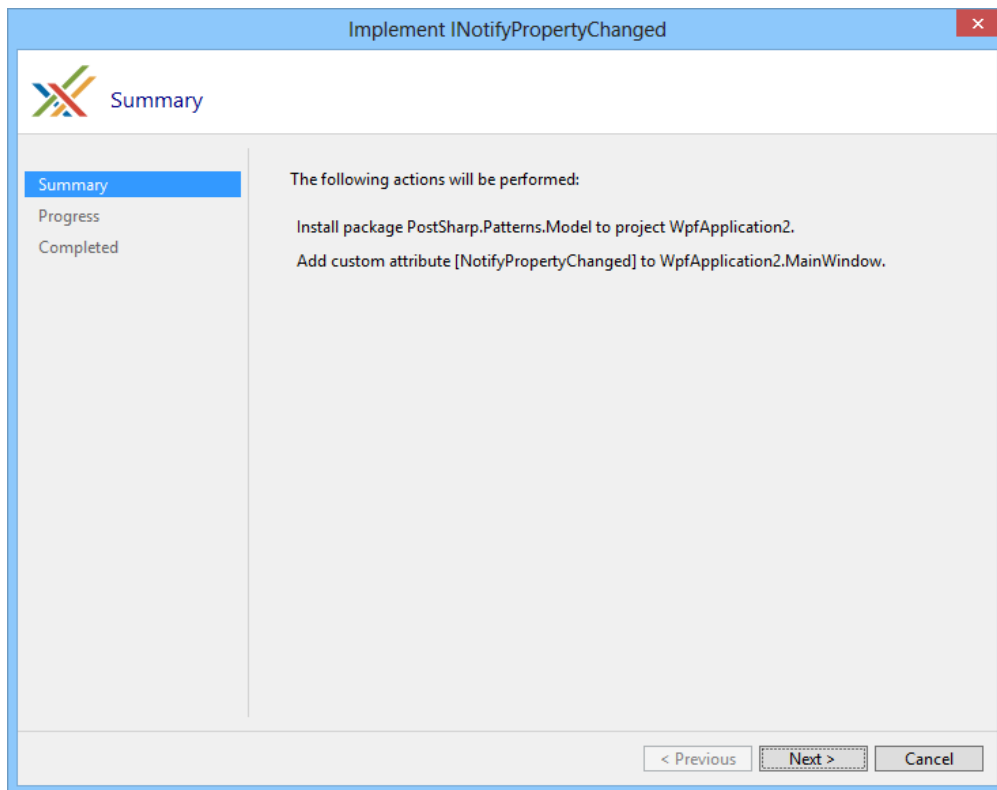 Implement INotifyPropertyChanged
Summary
Summary
Progress
Completed
The following actions will be performed:
Install package PostSharp.Patterns.Model to project WpfApplication2.
Add custom attribute [NotifyPropertyChanged] to WpfApplication2.MainWindow.
< Previous
Next >
Cancel